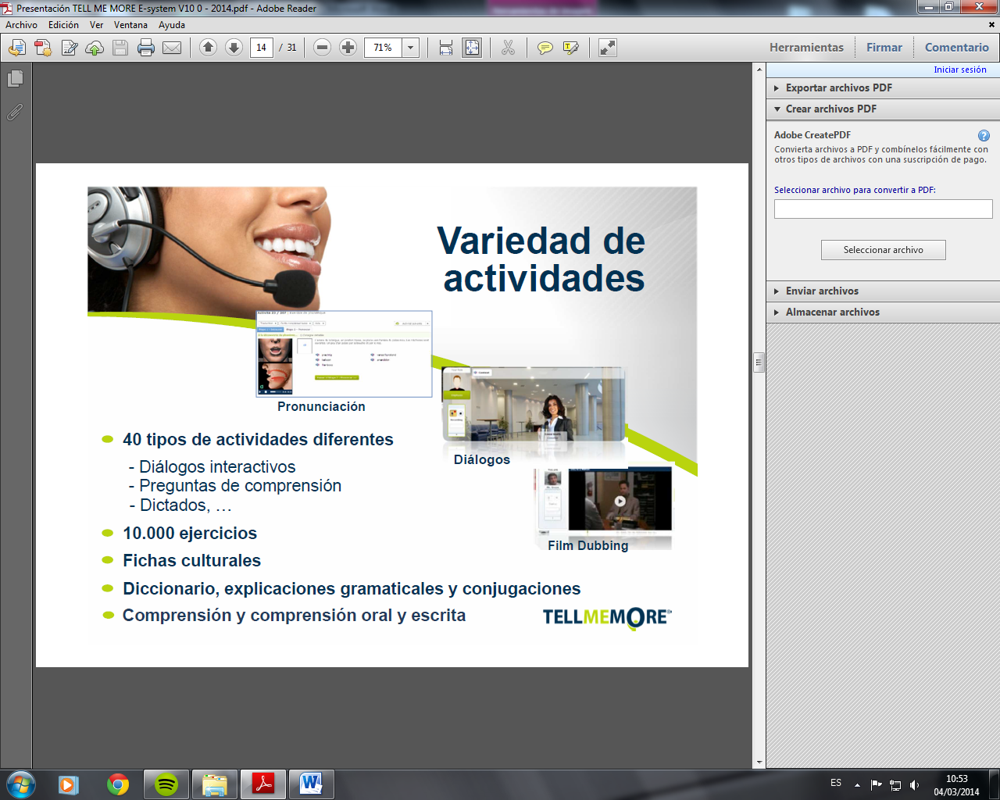 Presentación TELL ME MORE E-system V10 0 - 2014.pdf - Adobe Reader
Archivo Edición Ver Ventana Ayuda
14 / 31
71%
Herramientas
Firmar
Comentario
Iniciar sesión
Exportar archivos PDF
Crear archivos PDF
Adobe CreatePDF
Convierta archivos a PDF y combínelos fácilmente con
otros tipos de archivos con una suscripción de pago.
Seleccionar archivo para convertir a PDF:
Seleccionar archivo
Enviar archivos
Almacenar archivos
Variedad de
actividades
Pronunciación
Diálogos
Film Dubbing
40 tipos de actividades diferentes
- Diálogos interactivos
- Preguntas de comprensión
- Dictados, …
10.000 ejercicios
Fichas culturales
Diccionario, explicaciones gramaticales y conjugaciones
Comprensión y comprensión oral y escrita
TELLMEMORE®
ES
10:53
04/03/2014